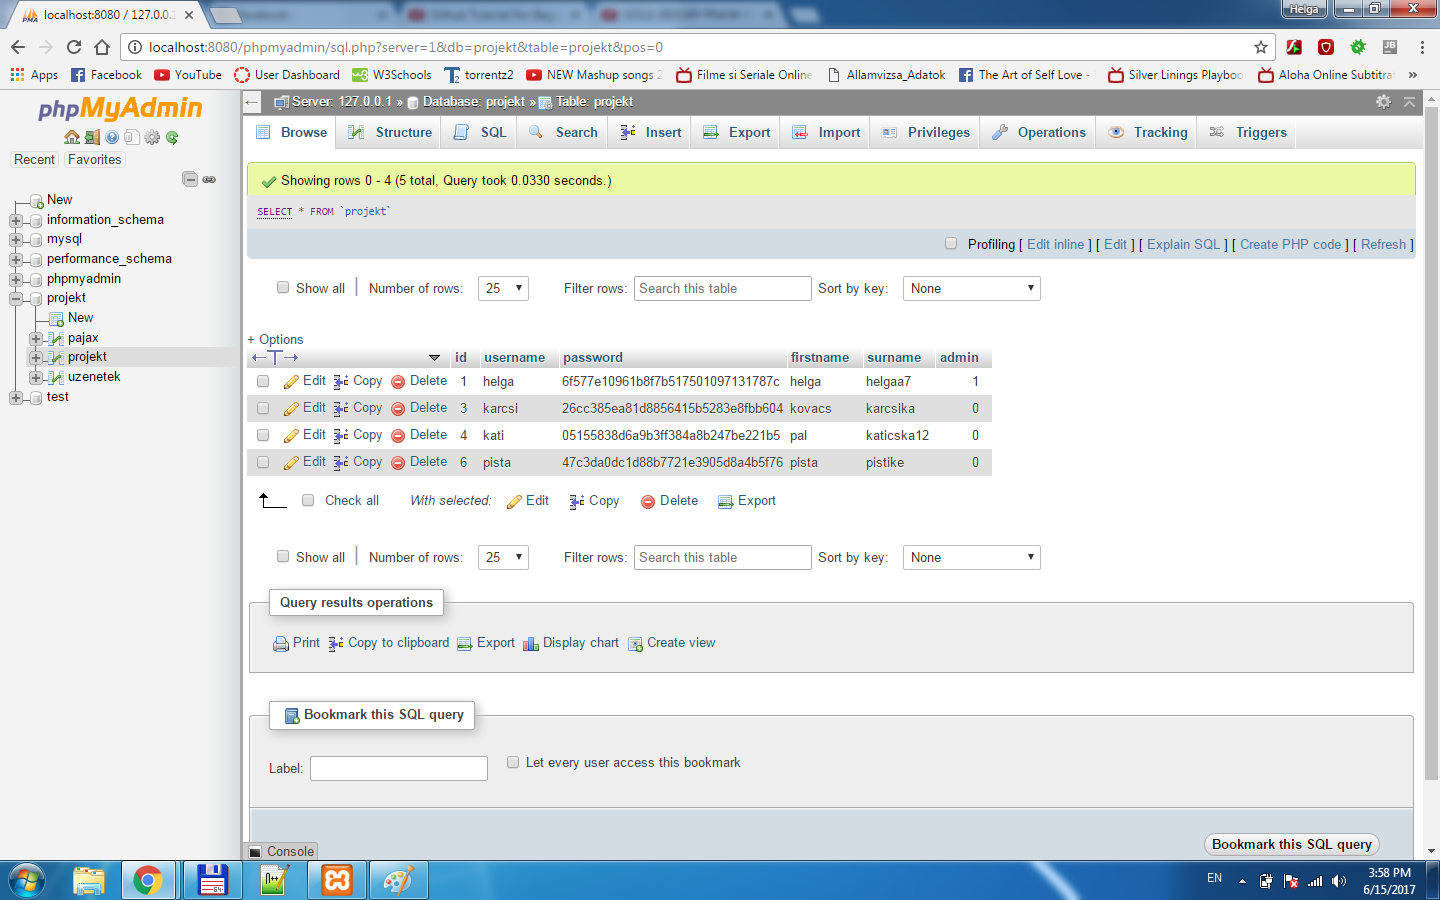 localhost:8080 / 127.0.0.1
Helga
localhost:8080/phpmyadmin/sql.php?server=1&db=projekt&table=projekt&pos=0
Apps Facebook YouTube User Dashboard W3Schools torrentz2 NEW Mashup songs 2 Filme si Seriale Online Allamvizsa_Adatok The Art of Self Love - Silver Linings Playboo Aloha Online Subtitra »
phpMyAdmin
Recent Favorites
New
information_schema
mysql
performance_schema
phpmyadmin
projekt
New
pajax
projekt
uzenetek
test
Server: 127.0.0.1 » Database: projekt » Table: projekt
Browse Structure SQL Search Insert Export Import Privileges Operations Tracking Triggers
Showing rows 0 - 4 (5 total, Query took 0.0330 seconds.)
SELECT * FROM `projekt`
Profiling [ Edit inline ] [ Edit ] [ Explain SQL ] [ Create PHP code ] [ Refresh ]
Show all Number of rows: 25 Filter rows: Search this table Sort by key: None
+ Options
id username password firstname surname admin
Edit Copy Delete 1 helga 6f577e10961b8f7b517501097131787c helga helgaa7 1
Edit Copy Delete 3 karcsi 26cc385ea81d8856415b5283e8fbb604 kovacs karcsika 0
Edit Copy Delete 4 kati 05155838d6a9b3ff384a8b247be221b5 pal katicska12 0
Edit Copy Delete 6 pista 47c3da0dc1d88b7721e3905d8a4b5f76 pista pistike 0
Check all With selected: Edit Copy Delete Export
Show all Number of rows: 25 Filter rows: Search this table Sort by key: None
Query results operations
Print Copy to clipboard Export Display chart Create view
Bookmark this SQL query
Label: Let every user access this bookmark
Bookmark this SQL query
Console
EN 3:58 PM
6/15/2017